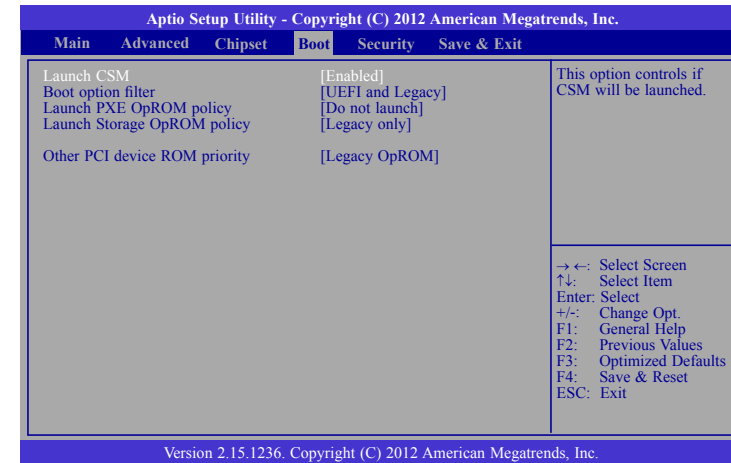 Aptio Setup Utility - Copyright (C) 2012 American Megatrends, Inc.
Main Advanced Chipset Boot Security Save & Exit
Launch CSM [Enabled]
Boot option filter [UEFI and Legacy]
Launch PXE OpROM policy [Do not launch]
Launch Storage OpROM policy [Legacy only]
Other PCI device ROM priority [Legacy OpROM]
This option controls if
CSM will be launched.
→ ←: Select Screen
↑↓: Select Item
Enter: Select
+/-: Change Opt.
F1: General Help
F2: Previous Values
F3: Optimized Defaults
F4: Save & Reset
ESC: Exit
Version 2.15.1236. Copyright (C) 2012 American Megatrends, Inc.